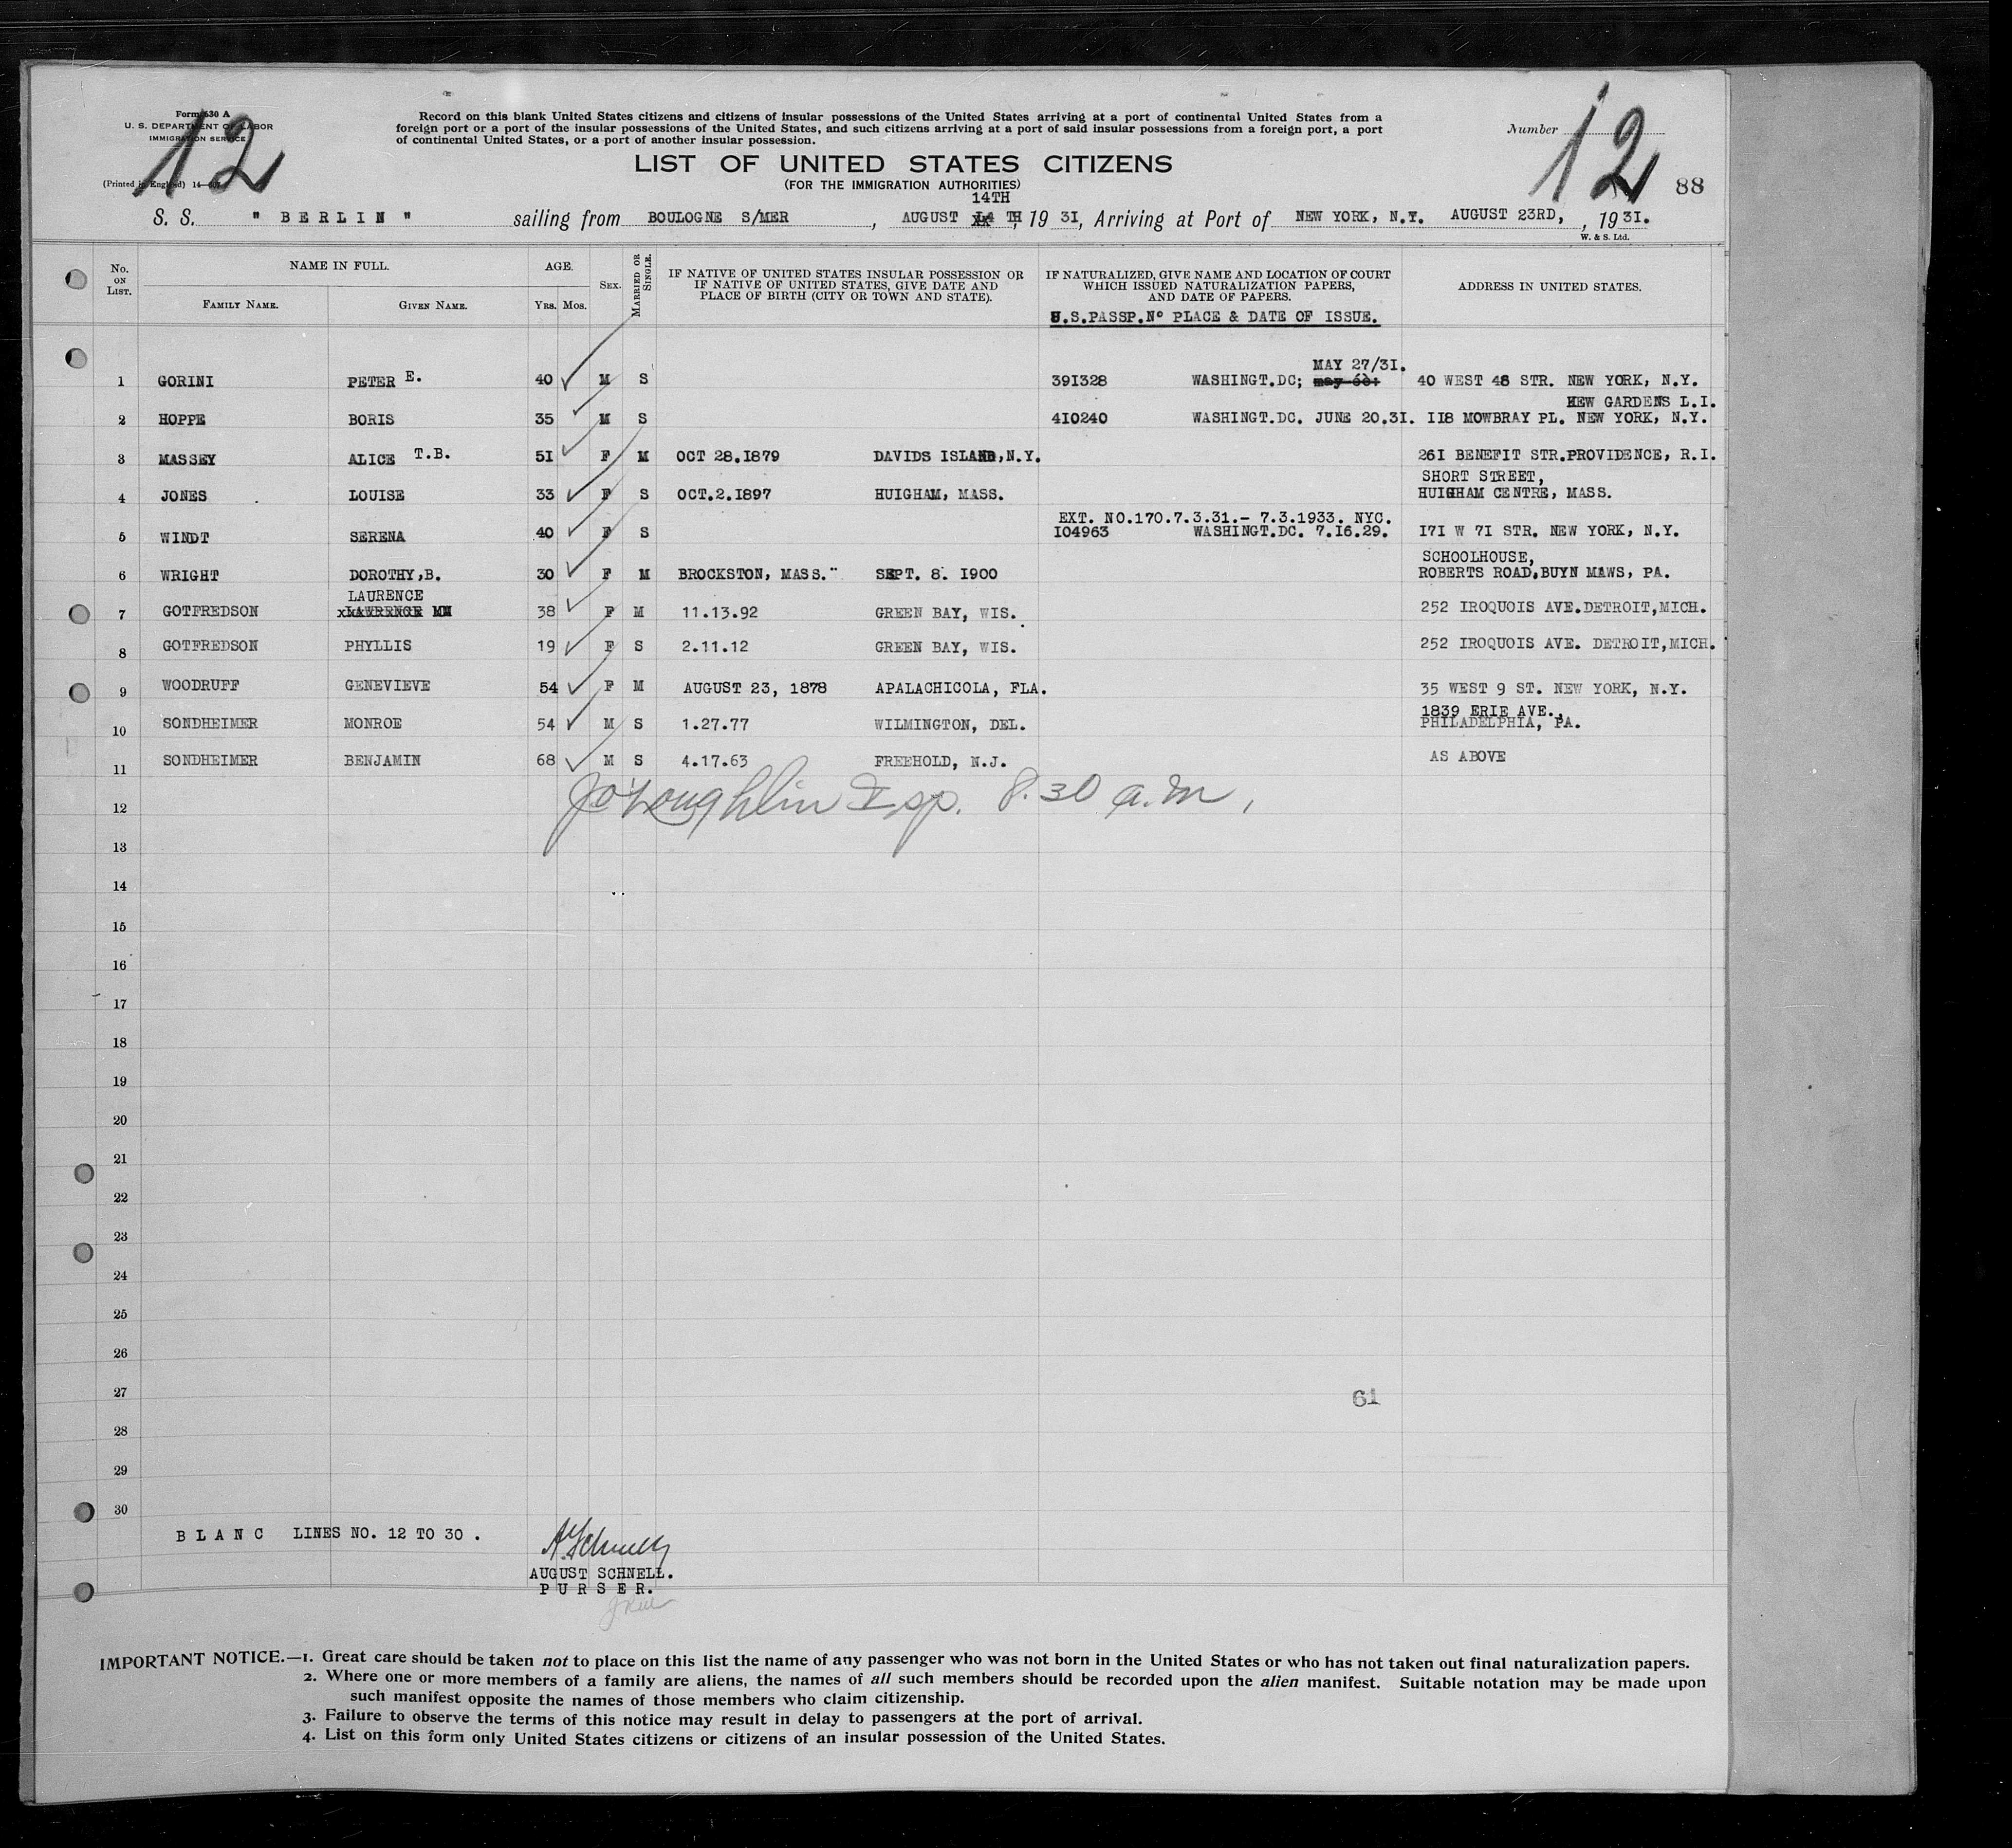 Form 630 A
U. S. DEPARTMENT OF LABOR
IMMIGRATION SERVICE
(Printed in England) 14—
12
Record on this blank United States citizens and citizens of insular possessions of the United States arriving at a port of continental United States from a
foreign port or a port of the insular possessions of the United States, and such citizens arriving at a port of said insular possessions from a foreign port, a port
of continental United States, or a port of another insular possession.
Number 12
88
LIST OF UNITED STATES CITIZENS
(FOR THE IMMIGRATION AUTHORITIES)
14TH
S. S. " BERLIN " sailing from BOULOGNE S/MER, AUGUST TH, 19 31, Arriving at Port of NEW YORK, N.Y. AUGUST 23RD, , 19 31.
W. & S. Ltd.
No. ON LIST. NAME IN FULL. FAMILY NAME. GIVEN NAME. AGE. YRS. MOS. SEX. MARRIED OR SINGLE. IF NATIVE OF UNITED STATES INSULAR POSSESSION OR IF NATIVE OF UNITED STATES, GIVE DATE AND PLACE OF BIRTH (CITY OR TOWN AND STATE). IF NATURALIZED, GIVE NAME AND LOCATION OF COURT WHICH ISSUED NATURALIZATION PAPERS, AND DATE OF PAPERS. ADDRESS IN UNITED STATES.
U.S.PASSP.Nº PLACE & DATE OF ISSUE.
MAY 27/31.
1 GORINI PETER E. 40 M S 391328 WASHINGT.DC; 40 WEST 48 STR. NEW YORK, N.Y.
KEW GARDENS L.I.
2 HOPPE BORIS 35 M S 410240 WASHINGT.DC. JUNE 20.31. 118 MOWBRAY PL. NEW YORK, N.Y.
3 MASSEY ALICE T.B. 51 F M OCT 28.1879 DAVIDS ISLAND,N.Y. 261 BENEFIT STR.PROVIDENCE, R.I.
SHORT STREET,
4 JONES LOUISE 33 F S OCT.2.1897 HUIGHAM, MASS. HUIGHAM CENTRE, MASS.
EXT. NO.170.7.3.31.- 7.3.1933. NYC.
5 WINDT SERENA 40 F S 104963 WASHINGT.DC. 7.16.29. 171 W 71 STR. NEW YORK, N.Y.
SCHOOLHOUSE,
6 WRIGHT DOROTHY,B. 30 F M BROCKSTON, MASS." SEPT. 8. 1900 ROBERTS ROAD,BUYN MAWS, PA.
LAURENCE
7 GOTFREDSON 38 F M 11.13.92 GREEN BAY, WIS. 252 IROQUOIS AVE.DETROIT,MICH.
8 GOTFREDSON PHYLLIS 19 F S 2.11.12 GREEN BAY, WIS. 252 IROQUOIS AVE. DETROIT,MICH.
9 WOODRUFF GENEVIEVE 54 F M AUGUST 23, 1878 APALACHICOLA, FLA. 35 WEST 9 ST. NEW YORK, N.Y.
1839 ERIE AVE.,
10 SONDHEIMER MONROE 54 M S 1.27.77 WILMINGTON, DEL. PHILADELPHIA, PA.
11 SONDHEIMER BENJAMIN 68 M S 4.17.63 FREEHOLD, N.J. AS ABOVE
12 JO'Loughlin Isp. 8.30 a.m,
13
14
15
16
17
18
19
20
21
22
23
24
25
26
27 61
28
29
30
BLANC LINES NO. 12 TO 30 .
A. Schnell
AUGUST SCHNELL.
PURSER.
IMPORTANT NOTICE.—1. Great care should be taken not to place on this list the name of any passenger who was not born in the United States or who has not taken out final naturalization papers.
2. Where one or more members of a family are aliens, the names of all such members should be recorded upon the alien manifest. Suitable notation may be made upon
such manifest opposite the names of those members who claim citizenship.
3. Failure to observe the terms of this notice may result in delay to passengers at the port of arrival.
4. List on this form only United States citizens or citizens of an insular possession of the United States.